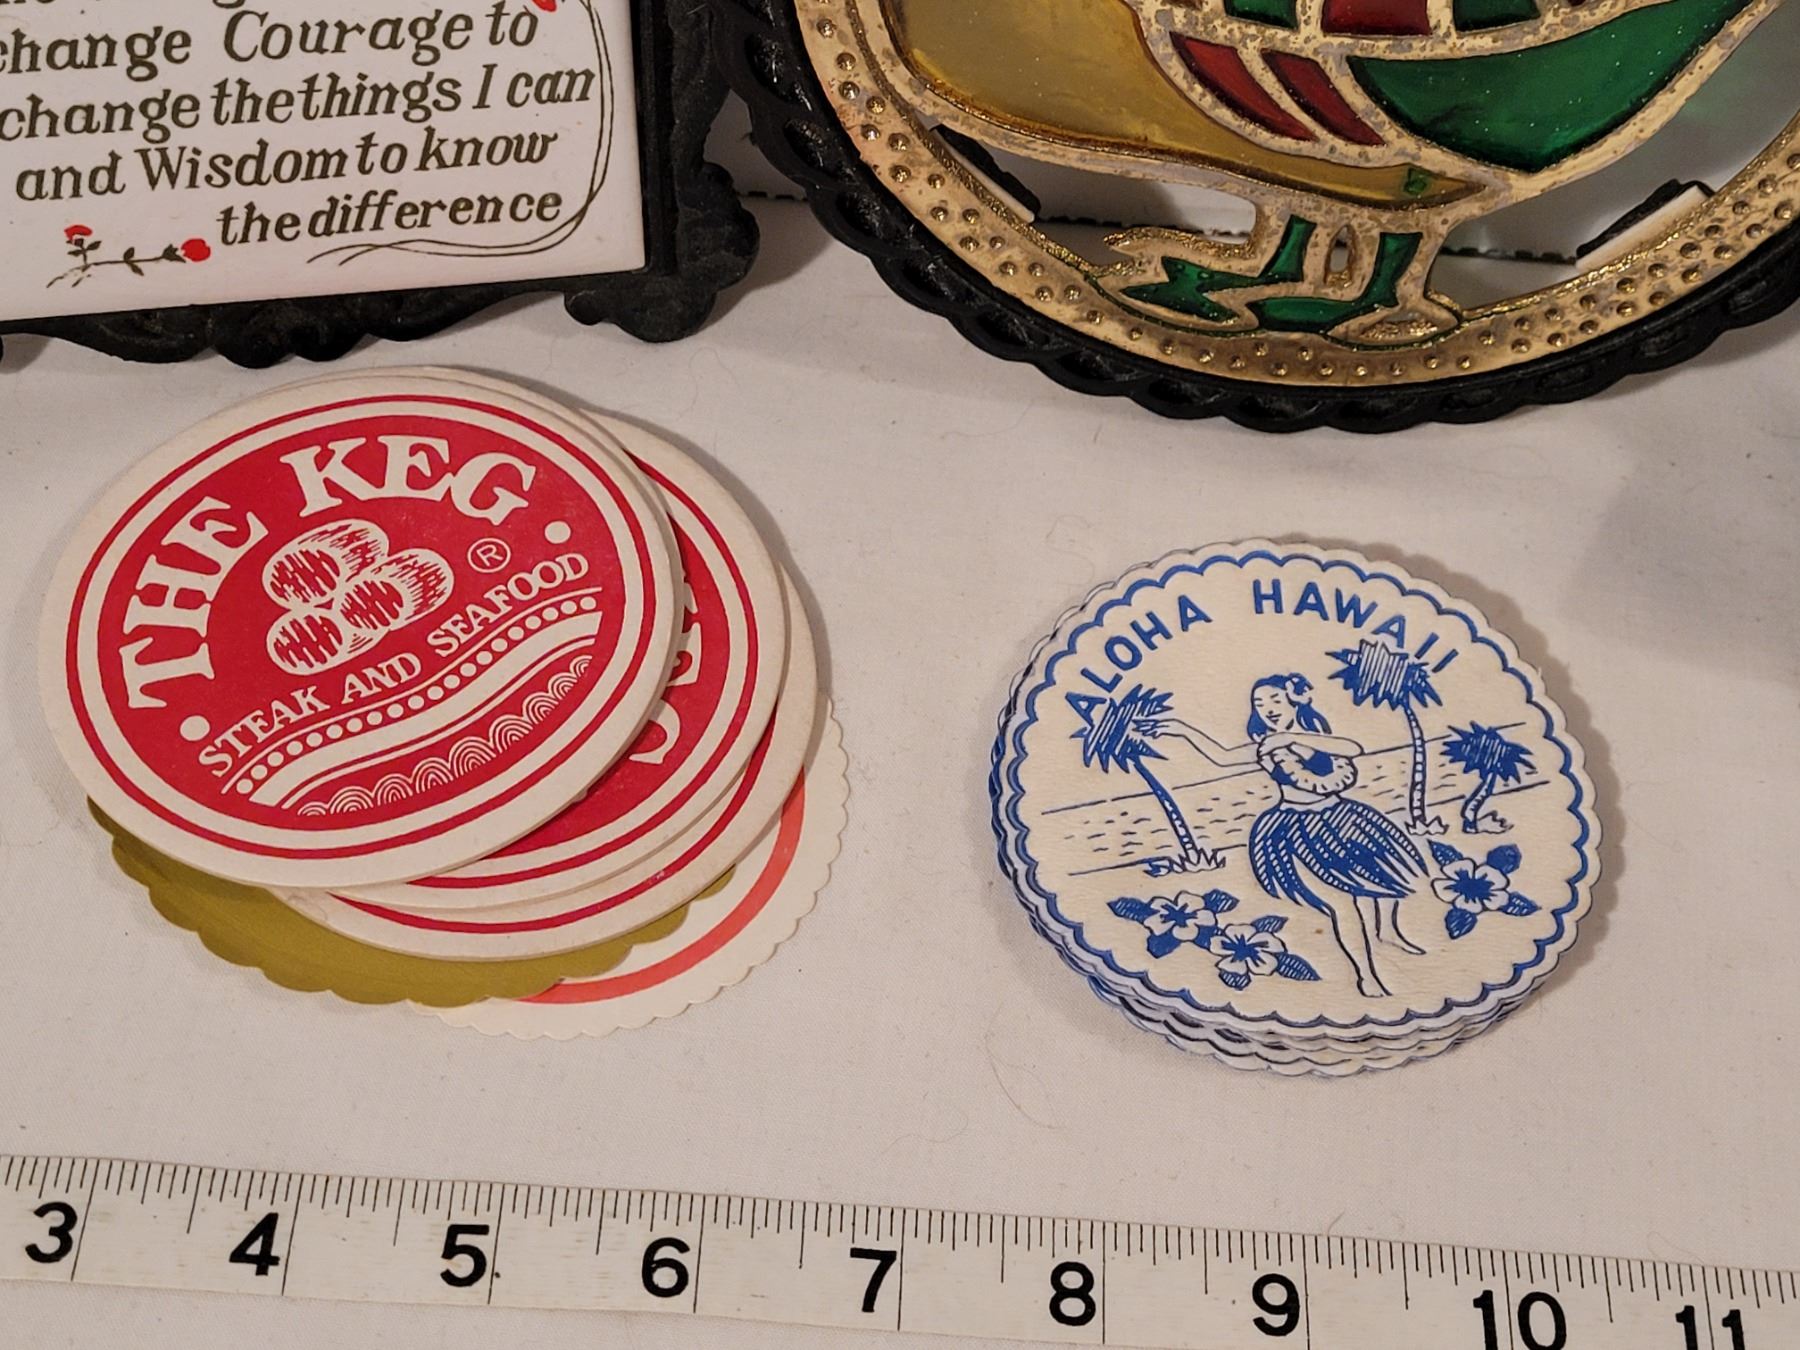 change Courage to
change the things I can
and Wisdom to know
the difference
THE KEG
®
STEAK AND SEAFOOD
ALOHA HAWAII
3 4 5 6 7 8 9 10 11